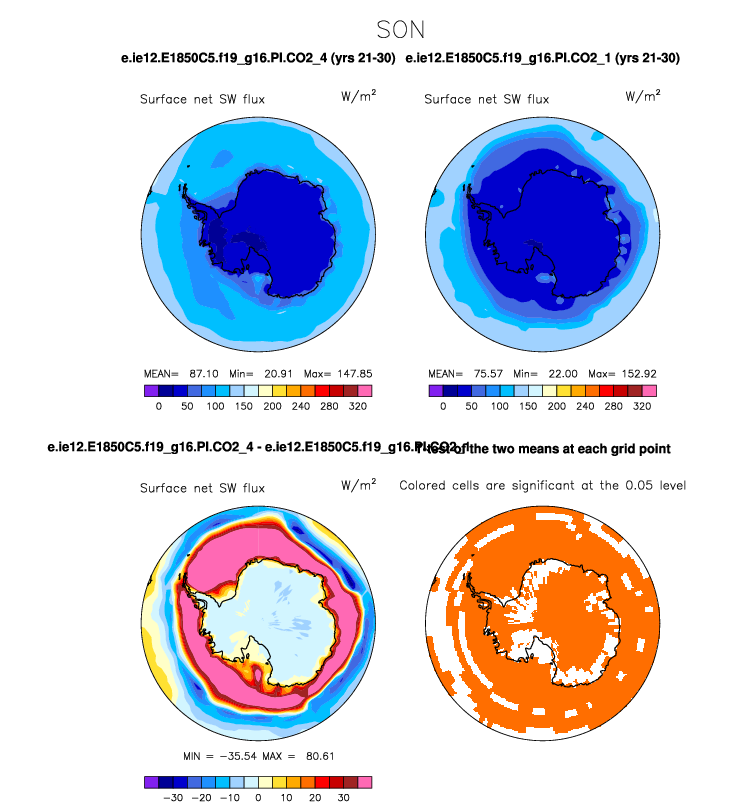 SON
e.ie12.E1850C5.f19_g16.PI.CO2_4 (yrs 21-30) e.ie12.E1850C5.f19_g16.PI.CO2_1 (yrs 21-30)
Surface net SW flux W/m² Surface net SW flux W/m²
MEAN= 87.10 Min= 20.91 Max= 147.85 MEAN= 75.57 Min= 22.00 Max= 152.92
0 50 100 150 200 240 280 320 0 50 100 150 200 240 280 320
e.ie12.E1850C5.f19_g16.PI.CO2_4 - e.ie12.E1850C5.f19_g16.PI.CO2_1
T-test of the two means at each grid point
Surface net SW flux W/m² Colored cells are significant at the 0.05 level
MIN = −35.54 MAX = 80.61
−30 −20 −10 0 10 20 30